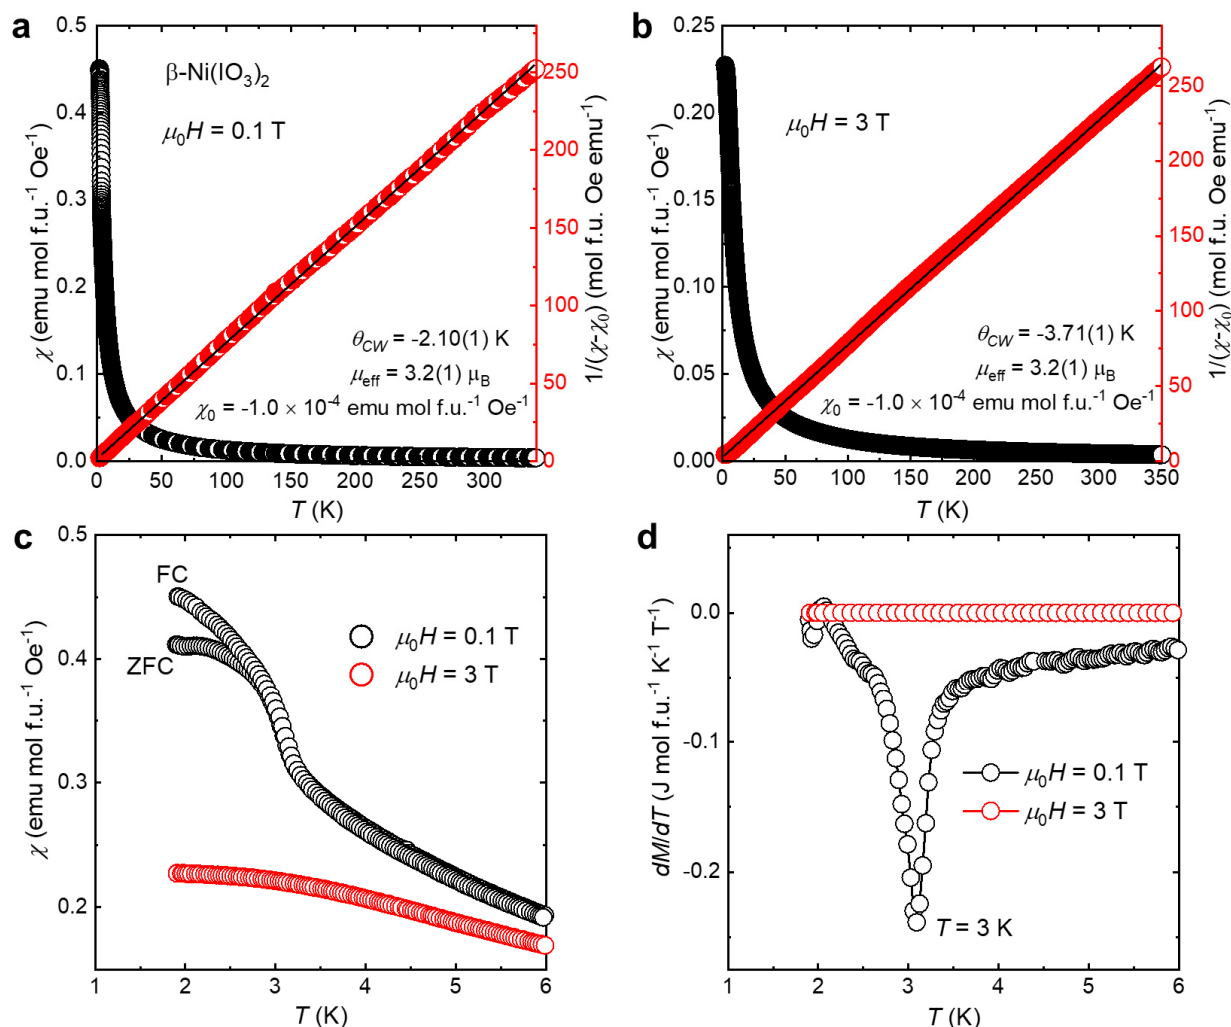 a
0.5
0.4
0.3
0.2
0.1
0.0
χ (emu mol f.u.⁻¹ Oe⁻¹)
β-Ni(IO₃)₂
μ₀H = 0.1 T
θ_CW = -2.10(1) K
μ_eff = 3.2(1) μ_B
χ₀ = -1.0 × 10⁻⁴ emu mol f.u.⁻¹ Oe⁻¹
250
200
150
100
50
0
1/(χ-χ₀) (mol f.u. Oe emu⁻¹)
0 50 100 150 200 250 300
T (K)
b
0.25
0.20
0.15
0.10
0.05
0.00
χ (emu mol f.u.⁻¹ Oe⁻¹)
μ₀H = 3 T
θ_CW = -3.71(1) K
μ_eff = 3.2(1) μ_B
χ₀ = -1.0 × 10⁻⁴ emu mol f.u.⁻¹ Oe⁻¹
250
200
150
100
50
0
1/(χ-χ₀) (mol f.u. Oe emu⁻¹)
0 50 100 150 200 250 300 350
T (K)
c
0.5
0.4
0.3
0.2
χ (emu mol f.u.⁻¹ Oe⁻¹)
FC
ZFC
μ₀H = 0.1 T
μ₀H = 3 T
1 2 3 4 5 6
T (K)
d
0.0
-0.1
-0.2
dM/dT (J mol f.u.⁻¹ K⁻¹ T⁻¹)
μ₀H = 0.1 T
μ₀H = 3 T
T = 3 K
1 2 3 4 5 6
T (K)